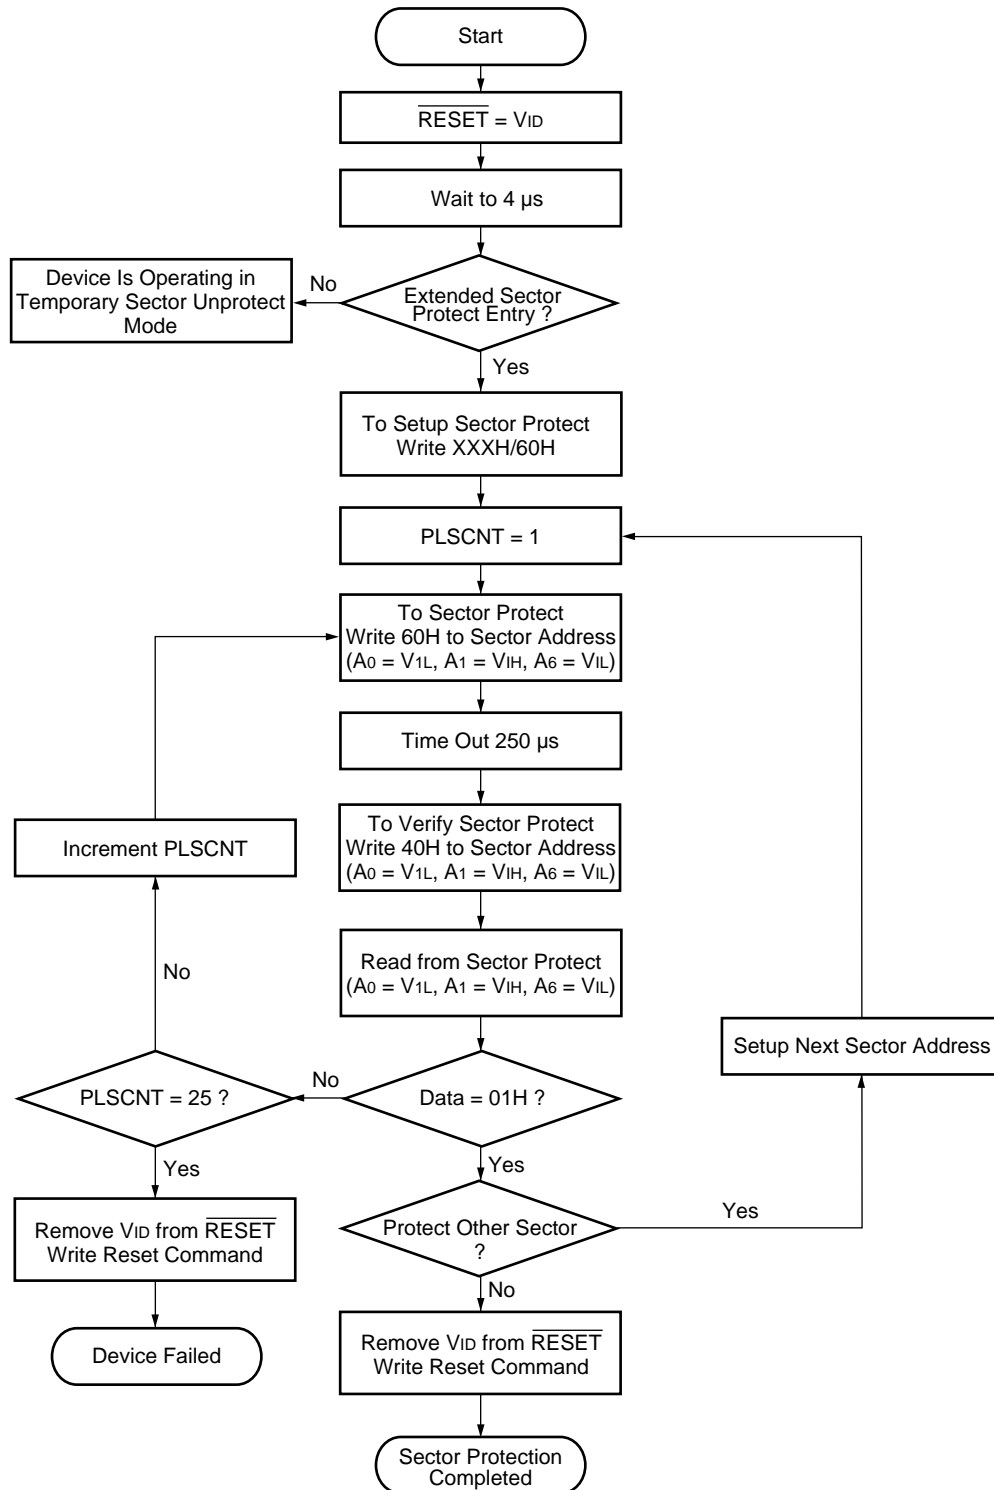 Start
RESET = VID
Wait to 4 µs
Device Is Operating in
Temporary Sector Unprotect
Mode
No
Extended Sector
Protect Entry ?
Yes
To Setup Sector Protect
Write XXXH/60H
PLSCNT = 1
To Sector Protect
Write 60H to Sector Address
(A0 = V1L, A1 = VIH, A6 = VIL)
Time Out 250 µs
Increment PLSCNT
To Verify Sector Protect
Write 40H to Sector Address
(A0 = V1L, A1 = VIH, A6 = VIL)
No
Read from Sector Protect
(A0 = V1L, A1 = VIH, A6 = VIL)
Setup Next Sector Address
PLSCNT = 25 ?
No
Data = 01H ?
Yes
Yes
Remove VID from RESET
Write Reset Command
Protect Other Sector
?
Yes
No
Device Failed
Remove VID from RESET
Write Reset Command
Sector Protection
Completed